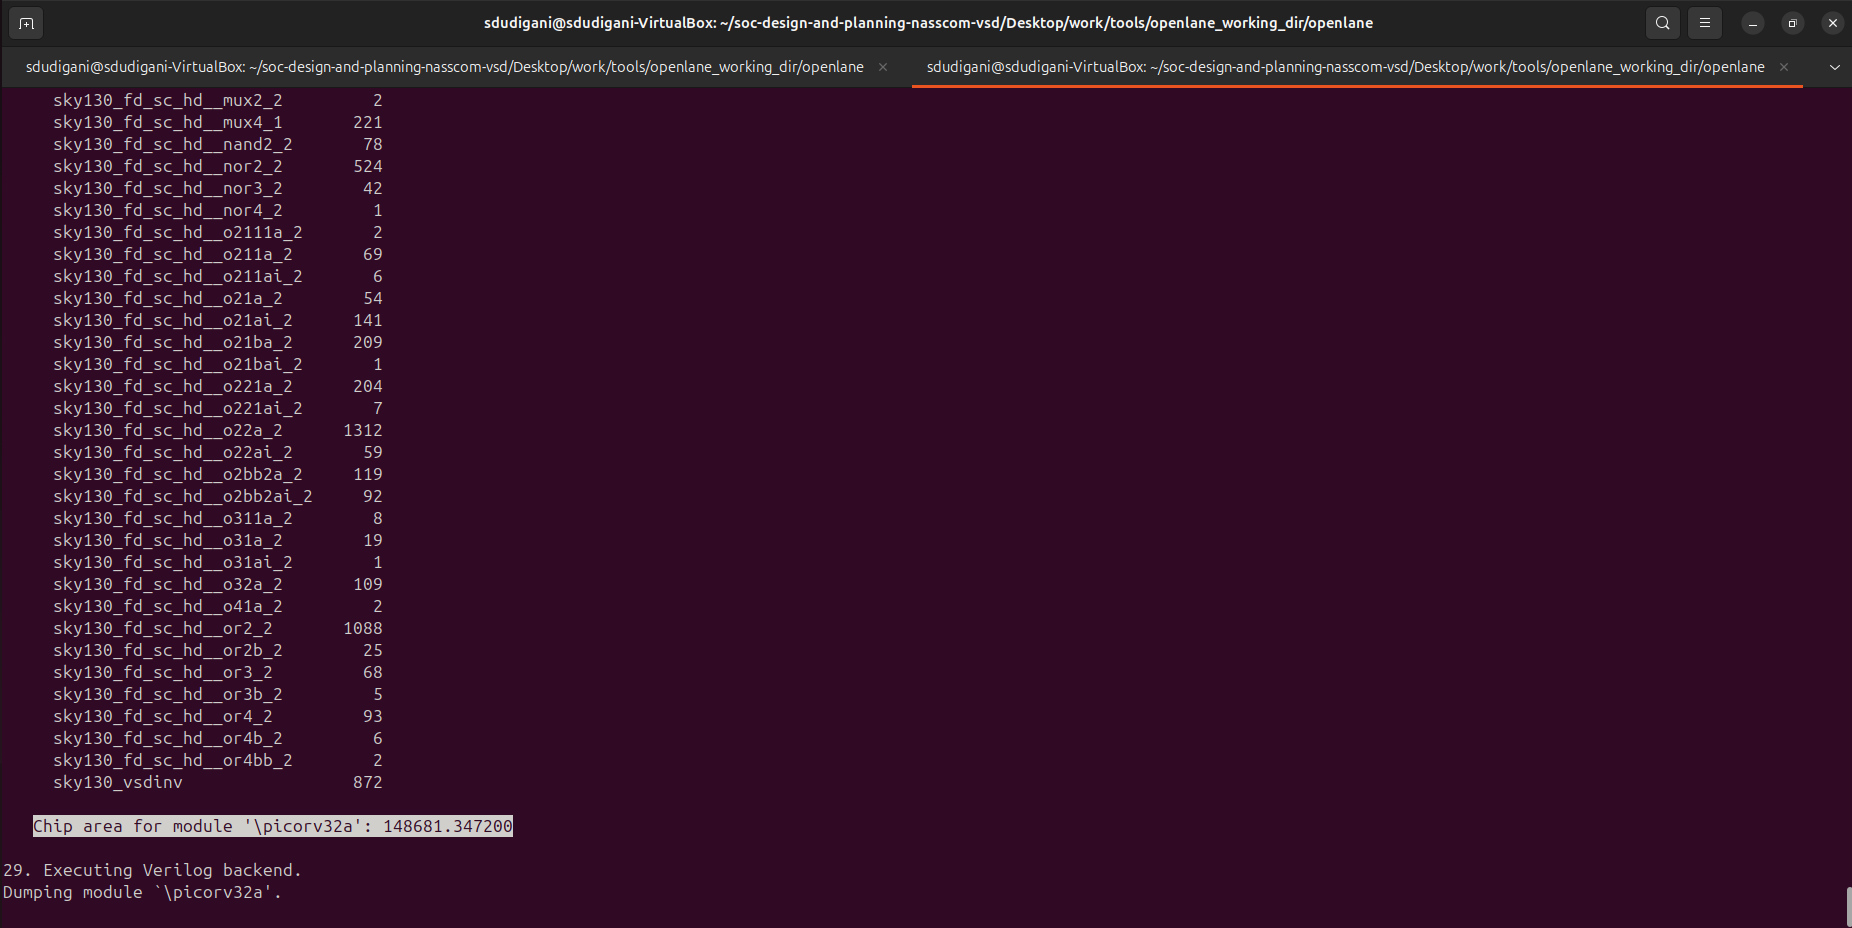 sdudigani@sdudigani-VirtualBox: ~/soc-design-and-planning-nasscom-vsd/Desktop/work/tools/openlane_working_dir/openlane
sdudigani@sdudigani-VirtualBox: ~/soc-design-and-planning-nasscom-vsd/Desktop/work/tools/openlane_working_dir/openlane
sdudigani@sdudigani-VirtualBox: ~/soc-design-and-planning-nasscom-vsd/Desktop/work/tools/openlane_working_dir/openlane
sky130_fd_sc_hd__mux2_2 2
sky130_fd_sc_hd__mux4_1 221
sky130_fd_sc_hd__nand2_2 78
sky130_fd_sc_hd__nor2_2 524
sky130_fd_sc_hd__nor3_2 42
sky130_fd_sc_hd__nor4_2 1
sky130_fd_sc_hd__o2111a_2 2
sky130_fd_sc_hd__o211a_2 69
sky130_fd_sc_hd__o211ai_2 6
sky130_fd_sc_hd__o21a_2 54
sky130_fd_sc_hd__o21ai_2 141
sky130_fd_sc_hd__o21ba_2 209
sky130_fd_sc_hd__o21bai_2 1
sky130_fd_sc_hd__o221a_2 204
sky130_fd_sc_hd__o221ai_2 7
sky130_fd_sc_hd__o22a_2 1312
sky130_fd_sc_hd__o22ai_2 59
sky130_fd_sc_hd__o2bb2a_2 119
sky130_fd_sc_hd__o2bb2ai_2 92
sky130_fd_sc_hd__o311a_2 8
sky130_fd_sc_hd__o31a_2 19
sky130_fd_sc_hd__o31ai_2 1
sky130_fd_sc_hd__o32a_2 109
sky130_fd_sc_hd__o41a_2 2
sky130_fd_sc_hd__or2_2 1088
sky130_fd_sc_hd__or2b_2 25
sky130_fd_sc_hd__or3_2 68
sky130_fd_sc_hd__or3b_2 5
sky130_fd_sc_hd__or4_2 93
sky130_fd_sc_hd__or4b_2 6
sky130_fd_sc_hd__or4bb_2 2
sky130_vsdinv 872
Chip area for module '\picorv32a': 148681.347200
29. Executing Verilog backend.
Dumping module `\picorv32a'.